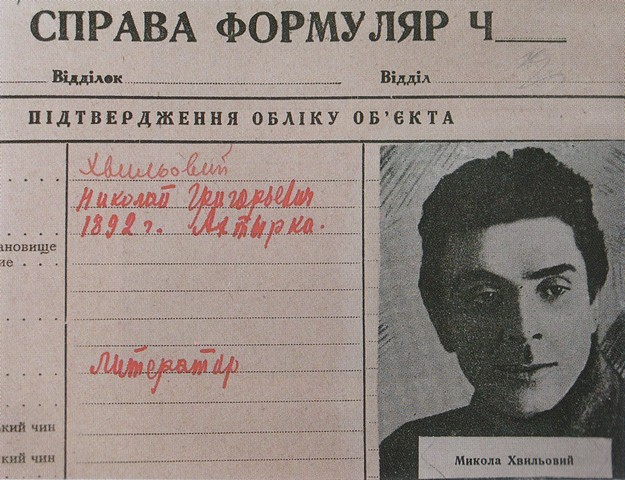 СПРАВА ФОРМУЛЯР Ч
Відділок Відділ
ПІДТВЕРДЖЕННЯ ОБЛІКУ ОБ'ЄКТА
Хвильовий
Николай Григорьевич
1892 г. Ахтырка.
ановище
ие
Литератор
ький чин
кий чин
Микола Хвильовий